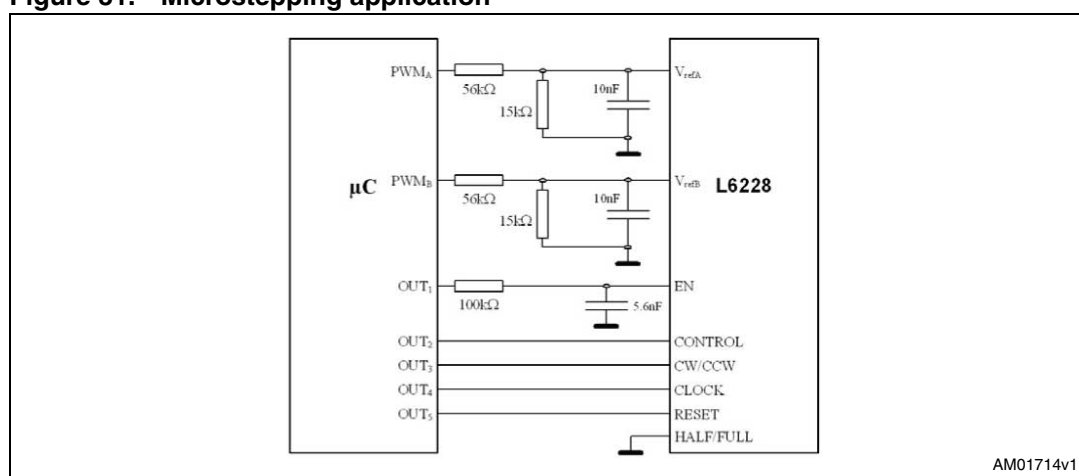 Figure 31. Microstepping application
PWMA
56kΩ
15kΩ
10nF
VrefA
µC
PWMB
56kΩ
15kΩ
10nF
VrefB
L6228
OUT1
100kΩ
5.6nF
EN
OUT2
CONTROL
OUT3
CW/CCW
OUT4
CLOCK
OUT5
RESET
HALF/FULL
AM01714v1